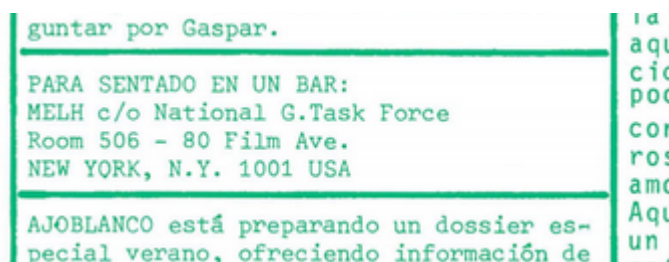 guntar por Gaspar.
PARA SENTADO EN UN BAR:
MELH c/o National G.Task Force
Room 506 - 80 Film Ave.
NEW YORK, N.Y. 1001 USA
AJOBLANCO está preparando un dossier es-
pecial verano, ofreciendo información de
aqu
cio
poc
con
ros
amo
Aqu
un